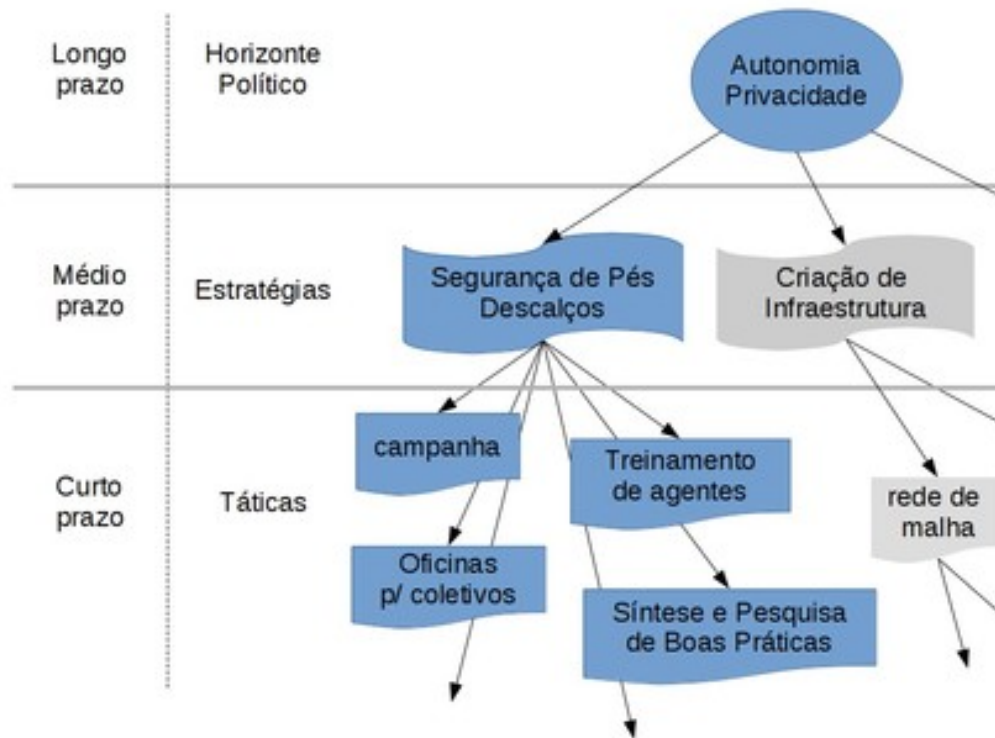 Longo
prazo
Horizonte
Político
Autonomia
Privacidade
Médio
prazo
Estratégias
Segurança de Pés
Descalços
Criação de
Infraestrutura
Curto
prazo
Táticas
campanha
Treinamento
de agentes
rede de
malha
Oficinas
p/ coletivos
Síntese e Pesquisa
de Boas Práticas